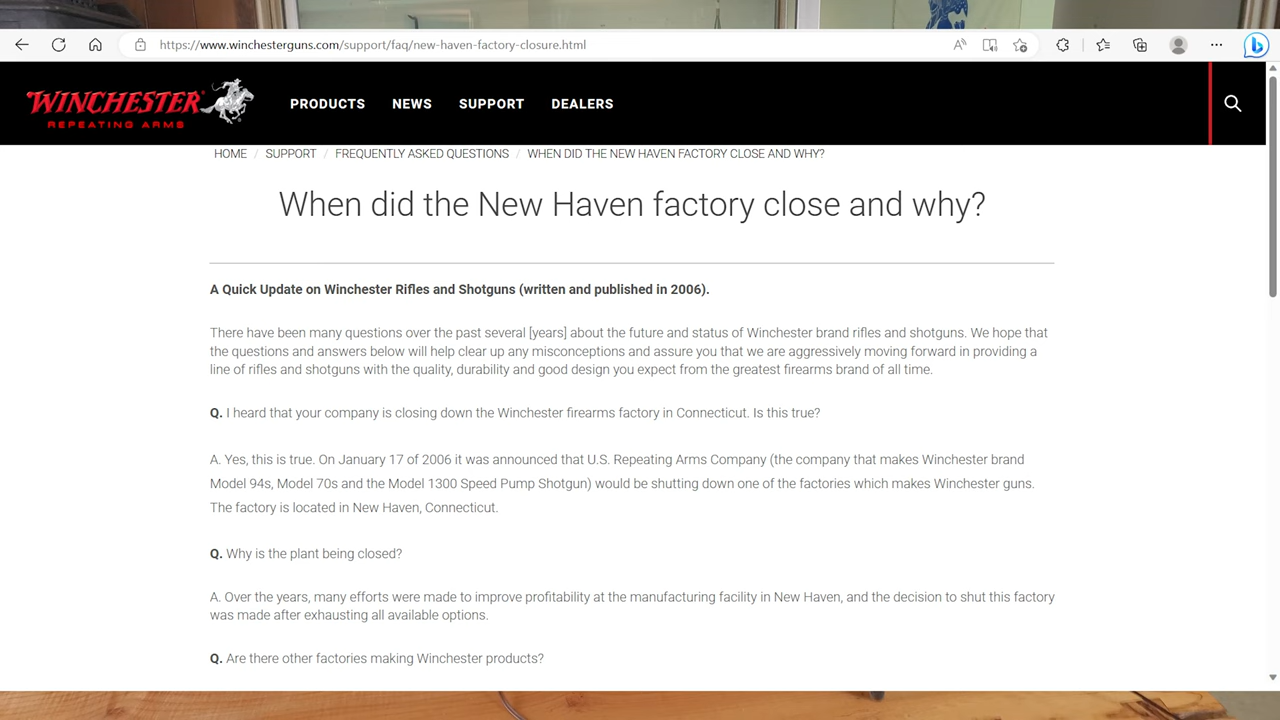 https://www.winchesterguns.com/support/faq/new-haven-factory-closure.html
WINCHESTER
REPEATING ARMS
PRODUCTS NEWS SUPPORT DEALERS
HOME / SUPPORT / FREQUENTLY ASKED QUESTIONS / WHEN DID THE NEW HAVEN FACTORY CLOSE AND WHY?
When did the New Haven factory close and why?
A Quick Update on Winchester Rifles and Shotguns (written and published in 2006).
There have been many questions over the past several [years] about the future and status of Winchester brand rifles and shotguns. We hope that
the questions and answers below will help clear up any misconceptions and assure you that we are aggressively moving forward in providing a
line of rifles and shotguns with the quality, durability and good design you expect from the greatest firearms brand of all time.
Q. I heard that your company is closing down the Winchester firearms factory in Connecticut. Is this true?
A. Yes, this is true. On January 17 of 2006 it was announced that U.S. Repeating Arms Company (the company that makes Winchester brand
Model 94s, Model 70s and the Model 1300 Speed Pump Shotgun) would be shutting down one of the factories which makes Winchester guns.
The factory is located in New Haven, Connecticut.
Q. Why is the plant being closed?
A. Over the years, many efforts were made to improve profitability at the manufacturing facility in New Haven, and the decision to shut this factory
was made after exhausting all available options.
Q. Are there other factories making Winchester products?